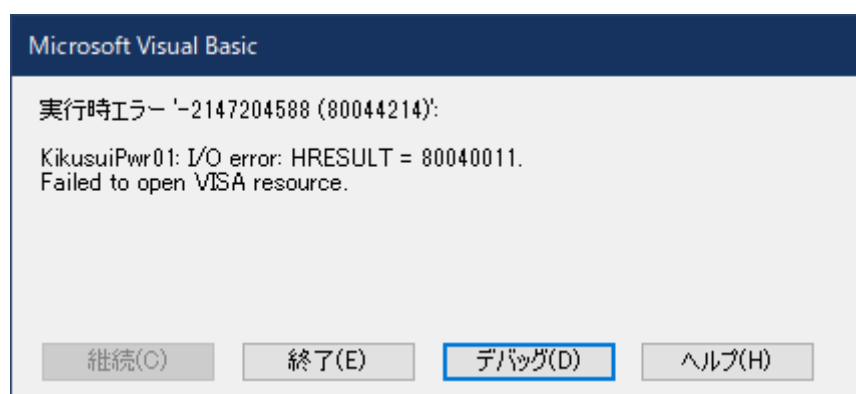 Microsoft Visual Basic
実行時エラー '-2147204588 (80044214)':
KikusuiPwr01: I/O error: HRESULT = 80040011.
Failed to open VISA resource.
継続(C)
終了(E)
デバッグ(D)
ヘルプ(H)